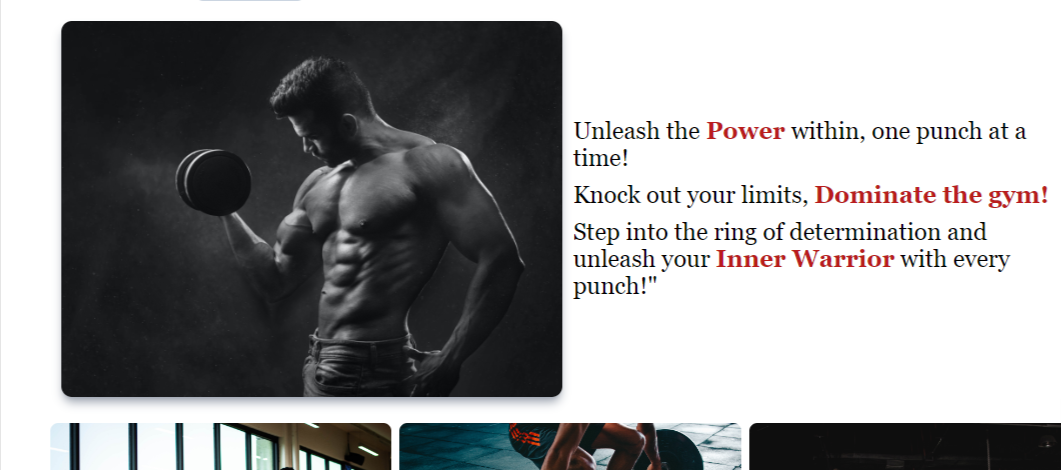 Unleash the Power within, one punch at a
time!
Knock out your limits, Dominate the gym!
Step into the ring of determination and
unleash your Inner Warrior with every
punch!"